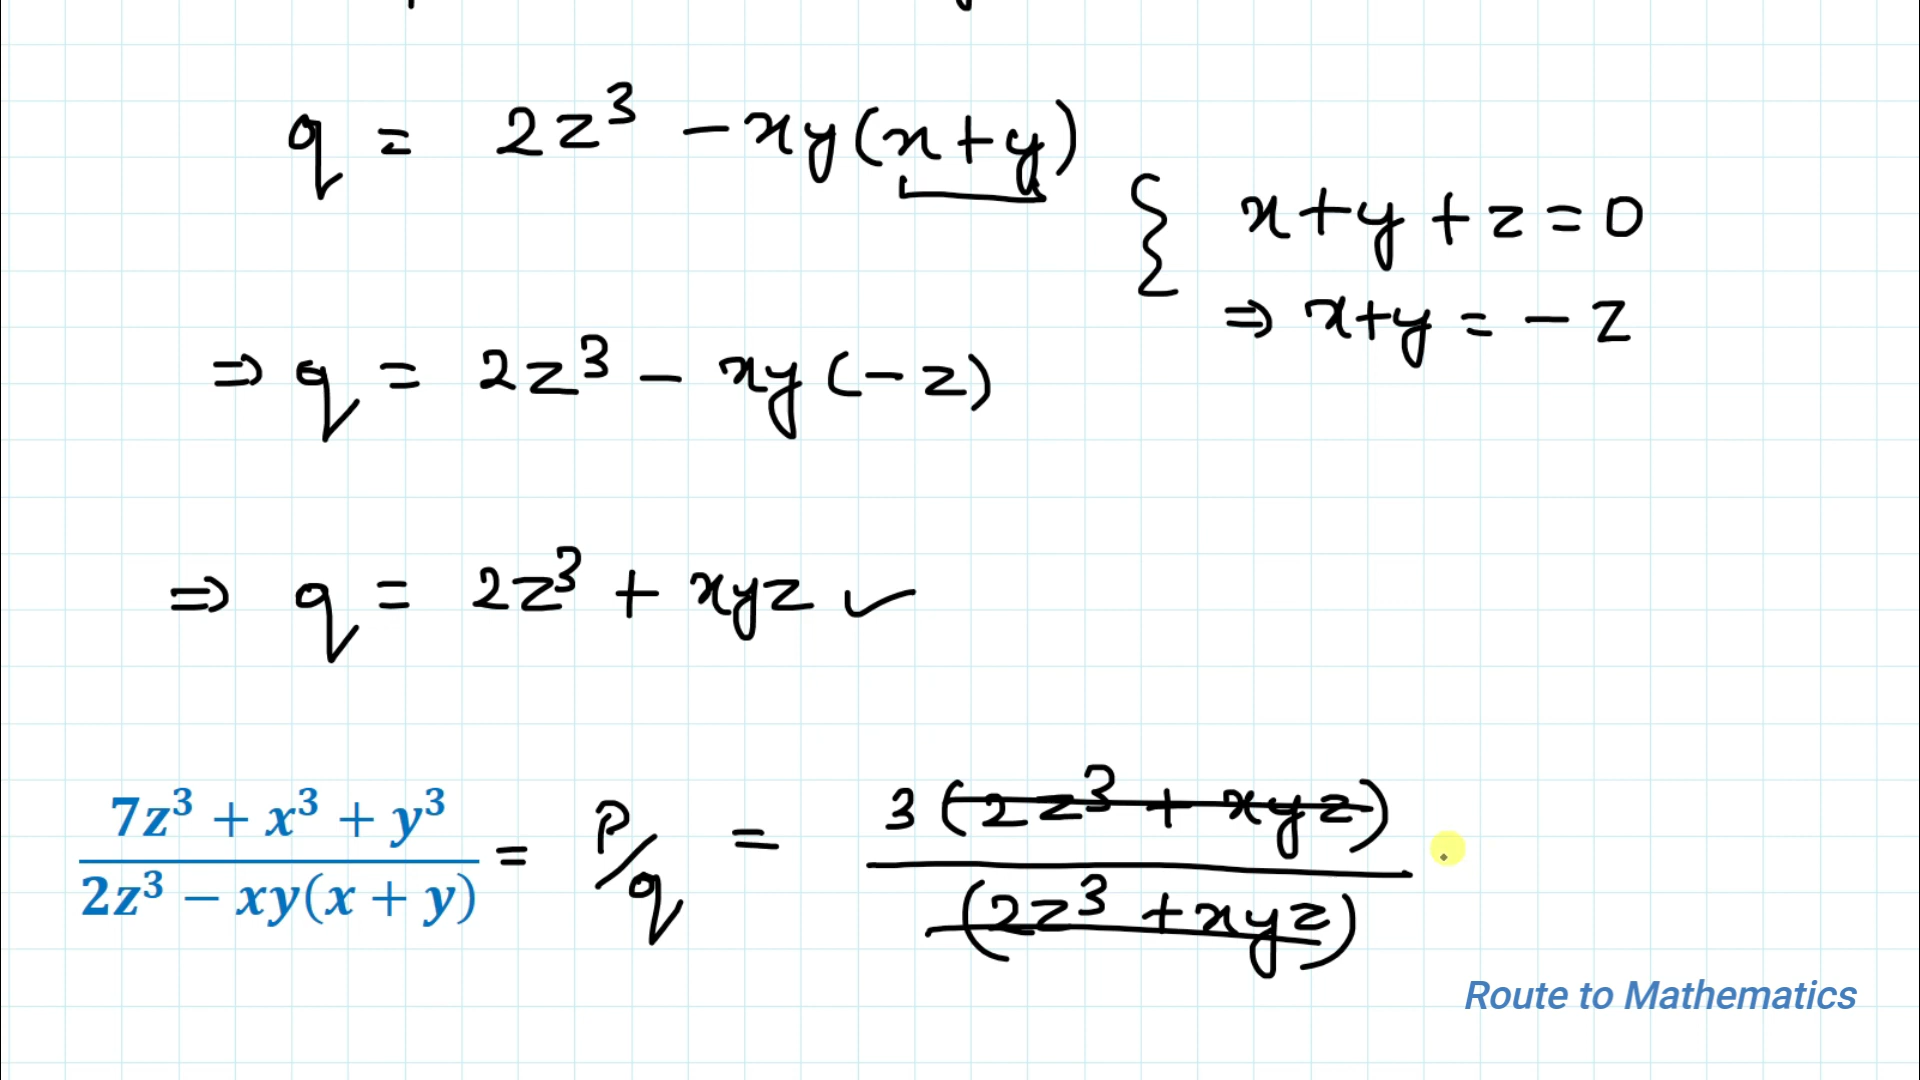 q = 2z³ - xy(x+y)
{ x+y+z=0
⇒ x+y = -z
⇒ q = 2z³ - xy(-z)
⇒ q = 2z³ + xyz ✓
7z³ + x³ + y³ / 2z³ − xy(x + y) = p/q = 3(2z³ + xyz) / (2z³ + xyz)
Route to Mathematics